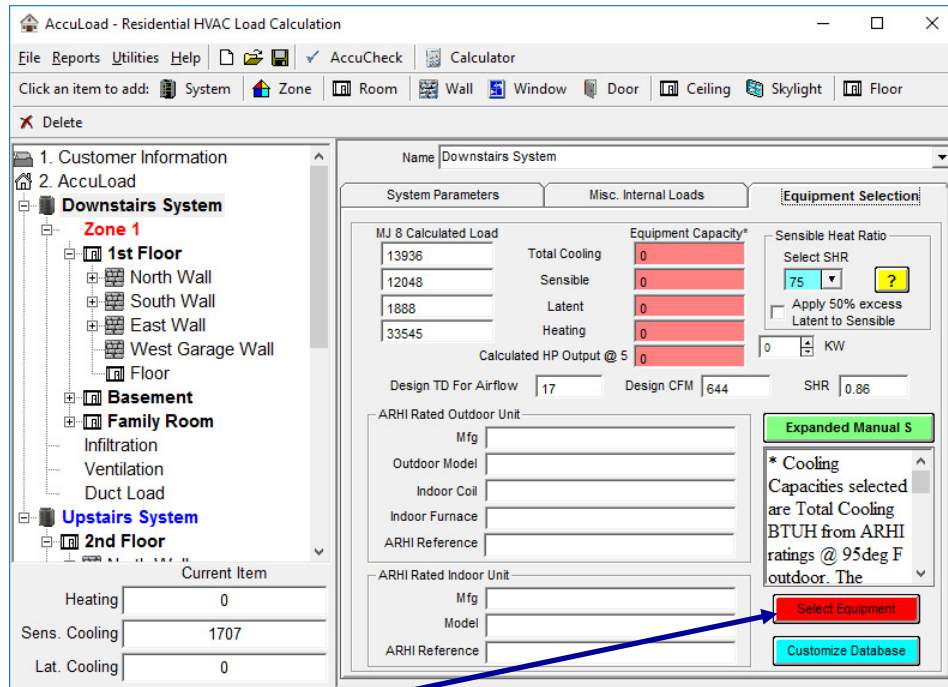 AccuLoad - Residential HVAC Load Calculation
File Reports Utilities Help AccuCheck Calculator
Click an item to add: System Zone Room Wall Window Door Ceiling Skylight Floor
Delete
1. Customer Information
2. AccuLoad
Downstairs System
Zone 1
1st Floor
North Wall
South Wall
East Wall
West Garage Wall
Floor
Basement
Family Room
Infiltration
Ventilation
Duct Load
Upstairs System
2nd Floor
Current Item
Heating 0
Sens. Cooling 1707
Lat. Cooling 0
Name Downstairs System
System Parameters Misc. Internal Loads Equipment Selection
MJ 8 Calculated Load Equipment Capacity*
13936 Total Cooling 0
12048 Sensible 0
1888 Latent 0
33545 Heating 0
Calculated HP Output @ 5 0
Sensible Heat Ratio
Select SHR
75 ?
Apply 50% excess
Latent to Sensible
0 KW
Design TD For Airflow 17 Design CFM 644 SHR 0.86
ARHI Rated Outdoor Unit
Mfg
Outdoor Model
Indoor Coil
Indoor Furnace
ARHI Reference
ARHI Rated Indoor Unit
Mfg
Model
ARHI Reference
Expanded Manual S
* Cooling
Capacities selected
are Total Cooling
BTUH from ARHI
ratings @ 95deg F
outdoor. The
Select Equipment
Customize Database